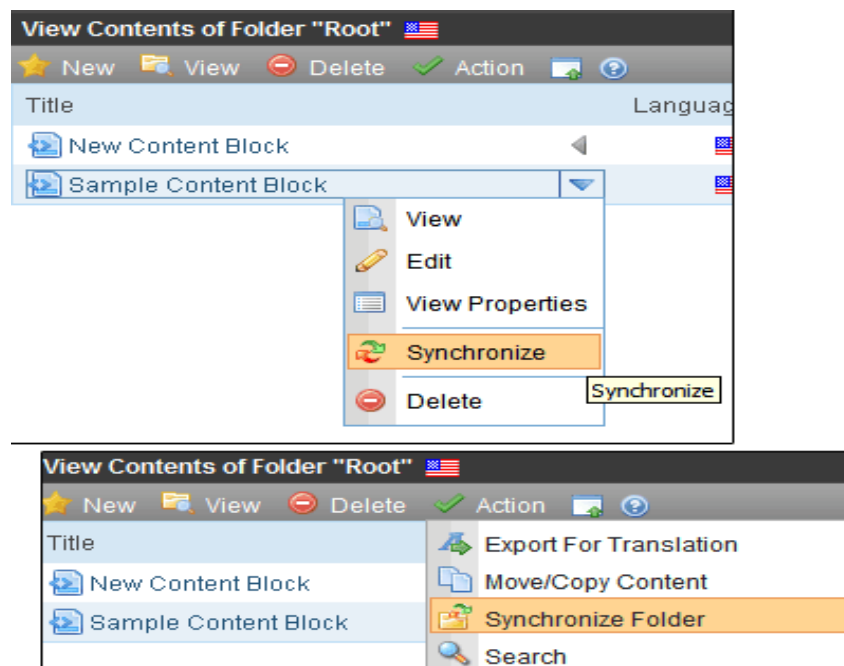 View Contents of Folder "Root"
New View Delete Action
Title Languag
New Content Block
Sample Content Block
View
Edit
View Properties
Synchronize
Synchronize
Delete
View Contents of Folder "Root"
New View Delete Action
Title
Export For Translation
New Content Block
Move/Copy Content
Sample Content Block
Synchronize Folder
Search